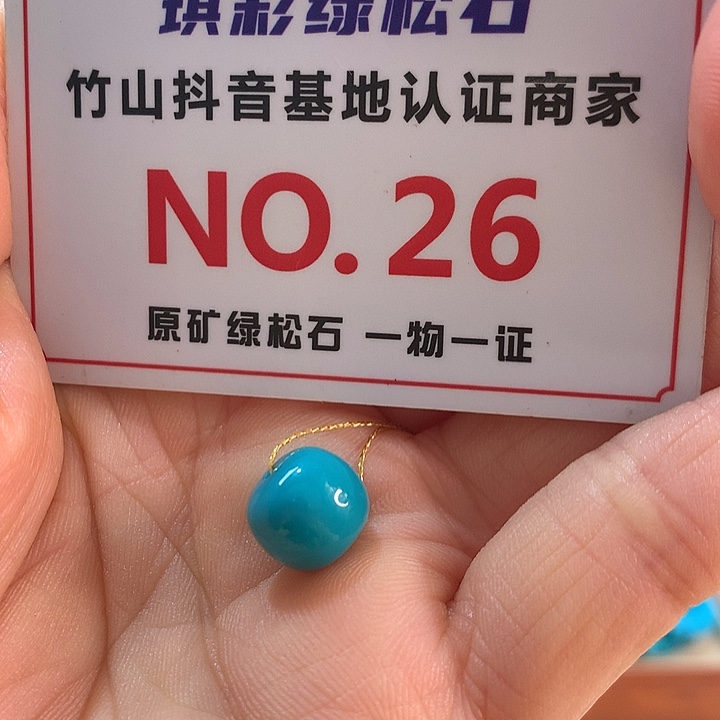 琪彩绿松石
竹山抖音基地认证商家
NO. 26
原矿绿松石 一物一证